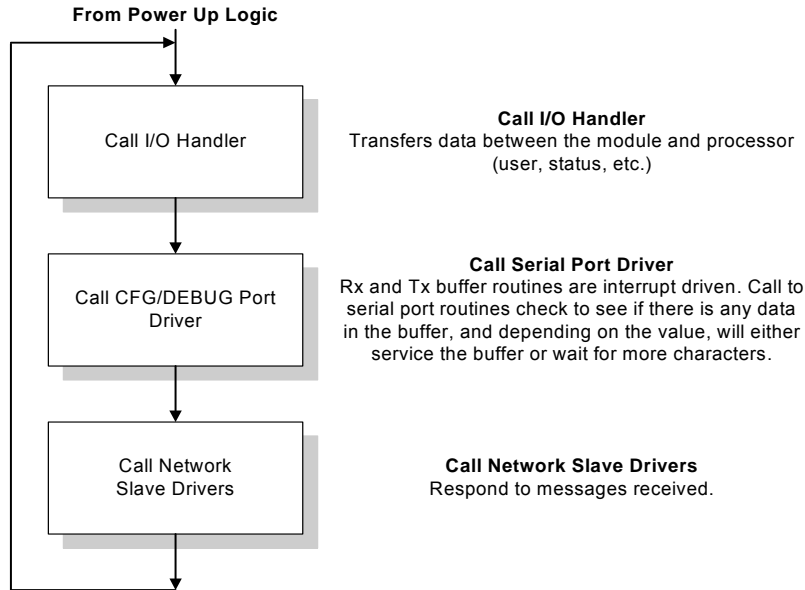 From Power Up Logic
Call I/O Handler
Call I/O Handler
Transfers data between the module and processor
(user, status, etc.)
Call CFG/DEBUG Port
Driver
Call Serial Port Driver
Rx and Tx buffer routines are interrupt driven. Call to
serial port routines check to see if there is any data
in the buffer, and depending on the value, will either
service the buffer or wait for more characters.
Call Network
Slave Drivers
Call Network Slave Drivers
Respond to messages received.